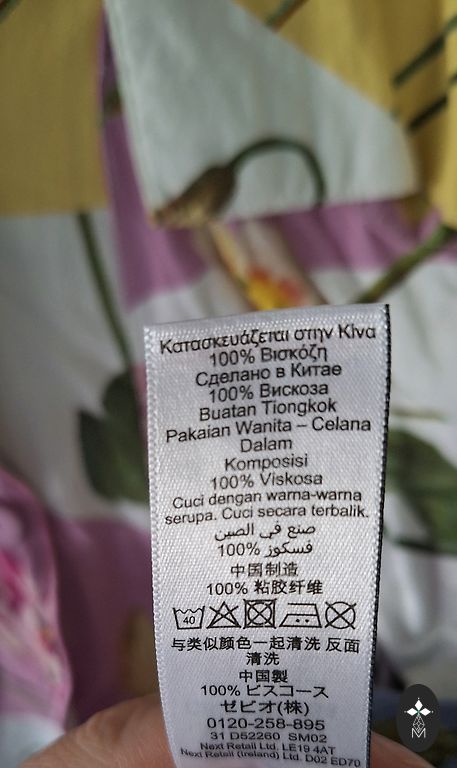 Κατασκευάζεται στην Κίνα
100% Βισκόζη
Сделано в Китае
100% Вискоза
Buatan Tiongkok
Pakaian Wanita – Celana
Dalam
Komposisi
100% Viskosa
Cuci dengan warna-warna
serupa. Cuci secara terbalik.
صنع في الصين
100% فسكوز
中国制造
100% 粘胶纤维
40
与类似颜色一起清洗 反面
清洗
中国製
100% ビスコース
ゼビオ(株)
0120-258-895
31 D52260 SM02
Next Retail Ltd. LE19 4AT
Next Retail (Ireland) Ltd. D02 ED70
M